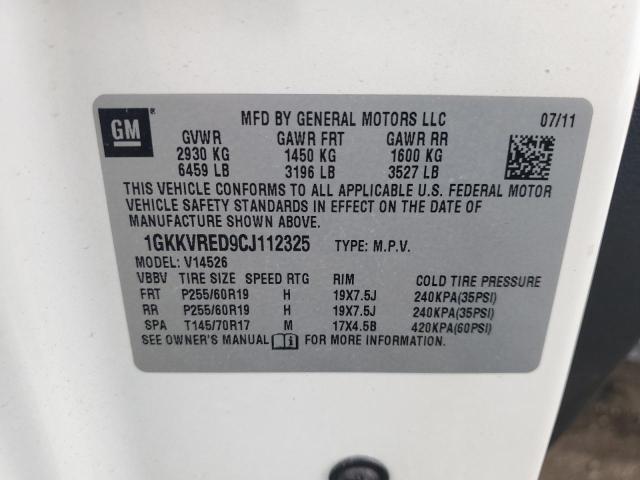 GM
MFD BY GENERAL MOTORS LLC 07/11
GVWR GAWR FRT GAWR RR
2930 KG 1450 KG 1600 KG
6459 LB 3196 LB 3527 LB
THIS VEHICLE CONFORMS TO ALL APPLICABLE U.S. FEDERAL MOTOR
VEHICLE SAFETY STANDARDS IN EFFECT ON THE DATE OF
MANUFACTURE SHOWN ABOVE.
1GKKVRED9CJ112325 TYPE: M.P.V.
MODEL: V14526
VBBV TIRE SIZE SPEED RTG RIM COLD TIRE PRESSURE
FRT P255/60R19 H 19X7.5J 240KPA(35PSI)
RR P255/60R19 H 19X7.5J 240KPA(35PSI)
SPA T145/70R17 M 17X4.5B 420KPA(60PSI)
SEE OWNER'S MANUAL FOR MORE INFORMATION.